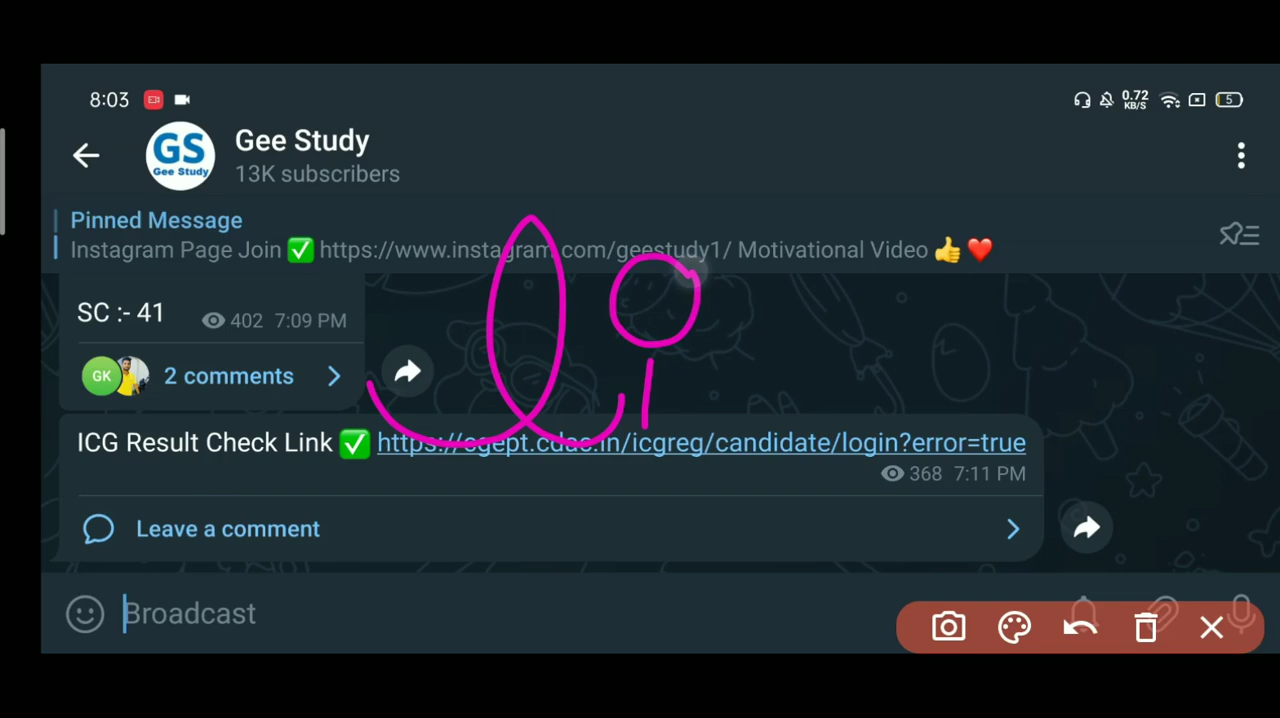 8:03 0.72 KB/S 5
GS Gee Study
Gee Study
13K subscribers
Pinned Message
Instagram Page Join ✅ https://www.instagram.com/geestudy1/ Motivational Video 👍❤️
SC :- 41 402 7:09 PM
GK 2 comments
ICG Result Check Link ✅ https://cgept.cdac.in/icgreg/candidate/login?error=true
368 7:11 PM
Leave a comment
Broadcast